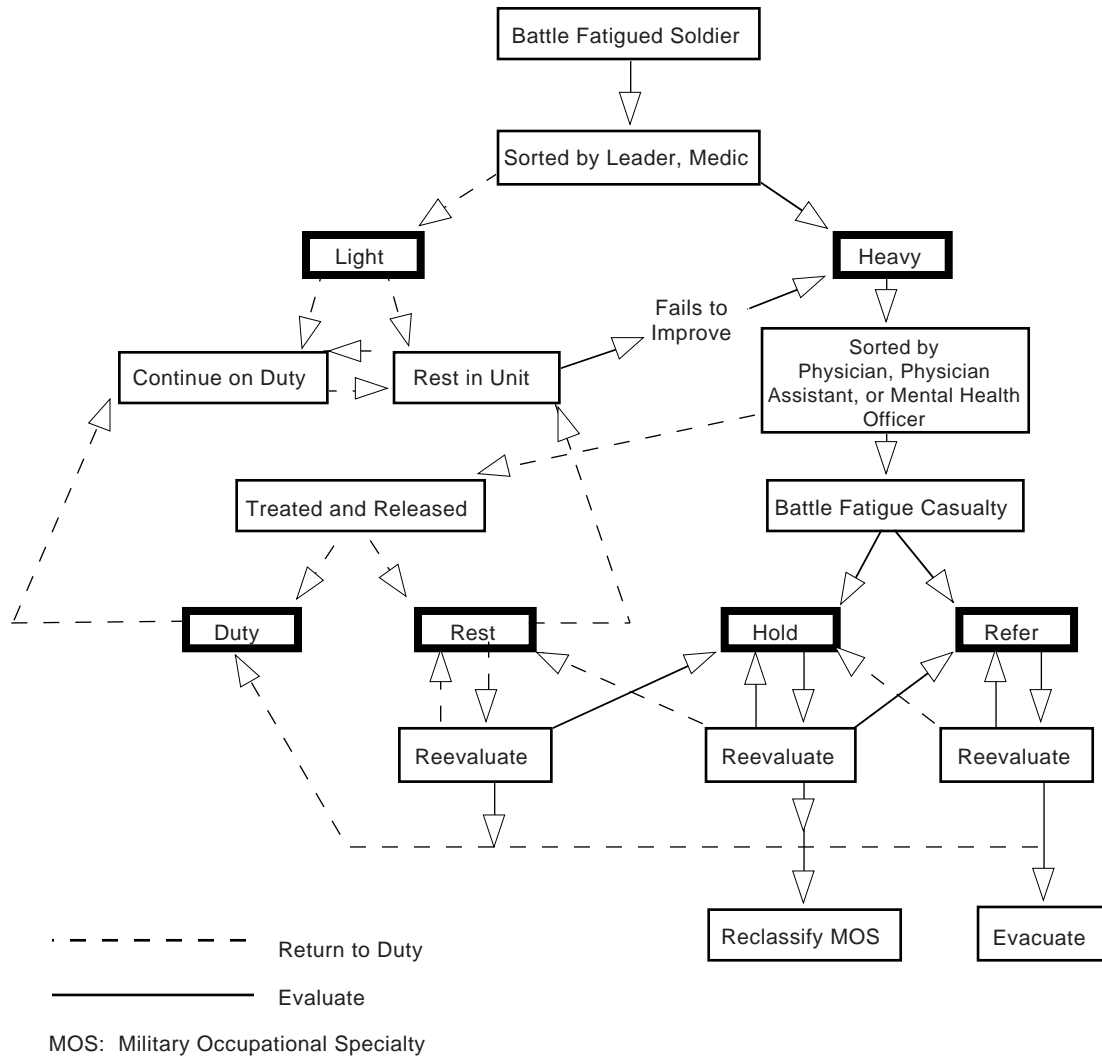 Battle Fatigued Soldier
Sorted by Leader, Medic
Light
Heavy
Fails to
Improve
Continue on Duty
Rest in Unit
Sorted by
Physician, Physician
Assistant, or Mental Health
Officer
Treated and Released
Battle Fatigue Casualty
Duty
Rest
Hold
Refer
Reevaluate
Reevaluate
Reevaluate
Reclassify MOS
Evacuate
Return to Duty
Evaluate
MOS: Military Occupational Specialty